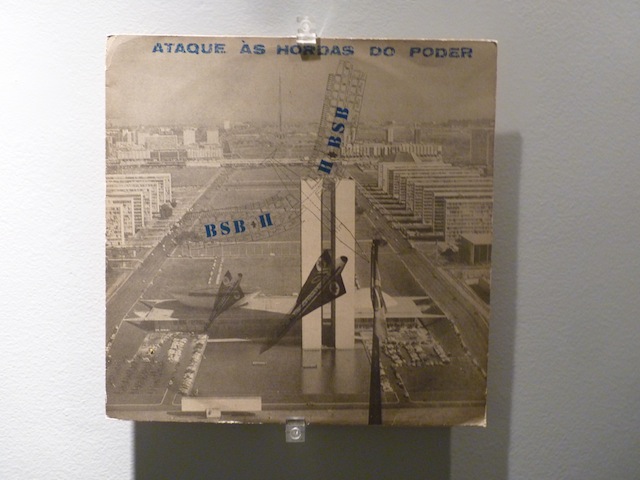 ATAQUE ÀS HORDAS DO PODER
H+BSB
BSB+H